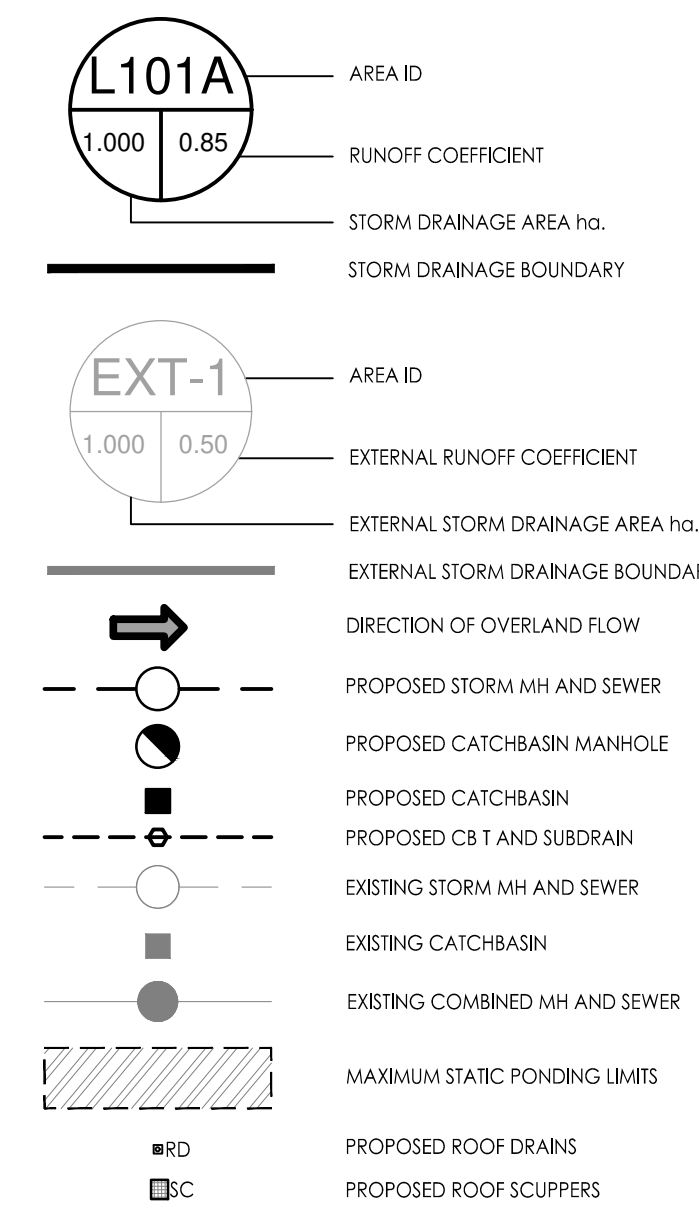 L101A
AREA ID
1.000
0.85
RUNOFF COEFFICIENT
STORM DRAINAGE AREA ha.
STORM DRAINAGE BOUNDARY
EXT-1
AREA ID
1.000
0.50
EXTERNAL RUNOFF COEFFICIENT
EXTERNAL STORM DRAINAGE AREA ha.
EXTERNAL STORM DRAINAGE BOUNDAR
DIRECTION OF OVERLAND FLOW
PROPOSED STORM MH AND SEWER
PROPOSED CATCHBASIN MANHOLE
PROPOSED CATCHBASIN
PROPOSED CB T AND SUBDRAIN
EXISTING STORM MH AND SEWER
EXISTING CATCHBASIN
EXISTING COMBINED MH AND SEWER
MAXIMUM STATIC PONDING LIMITS
RD PROPOSED ROOF DRAINS
SC PROPOSED ROOF SCUPPERS